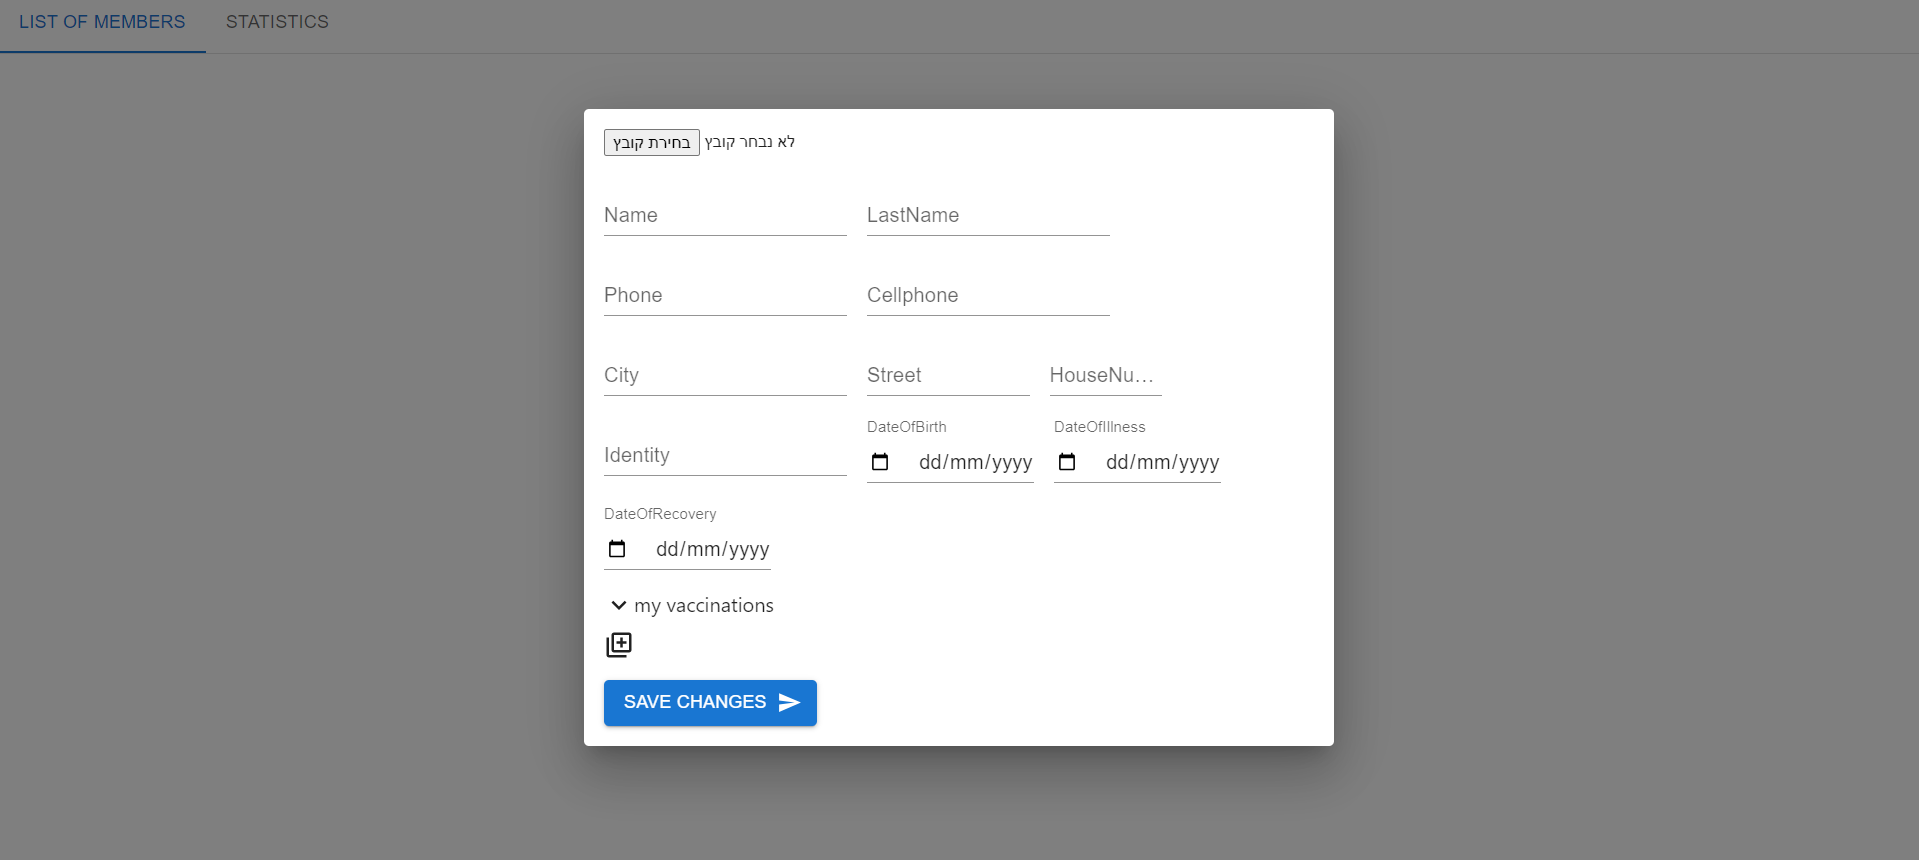 LIST OF MEMBERS STATISTICS
בחירת קובץ לא נבחר קובץ
Name LastName
Phone Cellphone
City Street HouseNu…
DateOfBirth DateOfIllness
Identity dd/mm/yyyy dd/mm/yyyy
DateOfRecovery
dd/mm/yyyy
my vaccinations
SAVE CHANGES